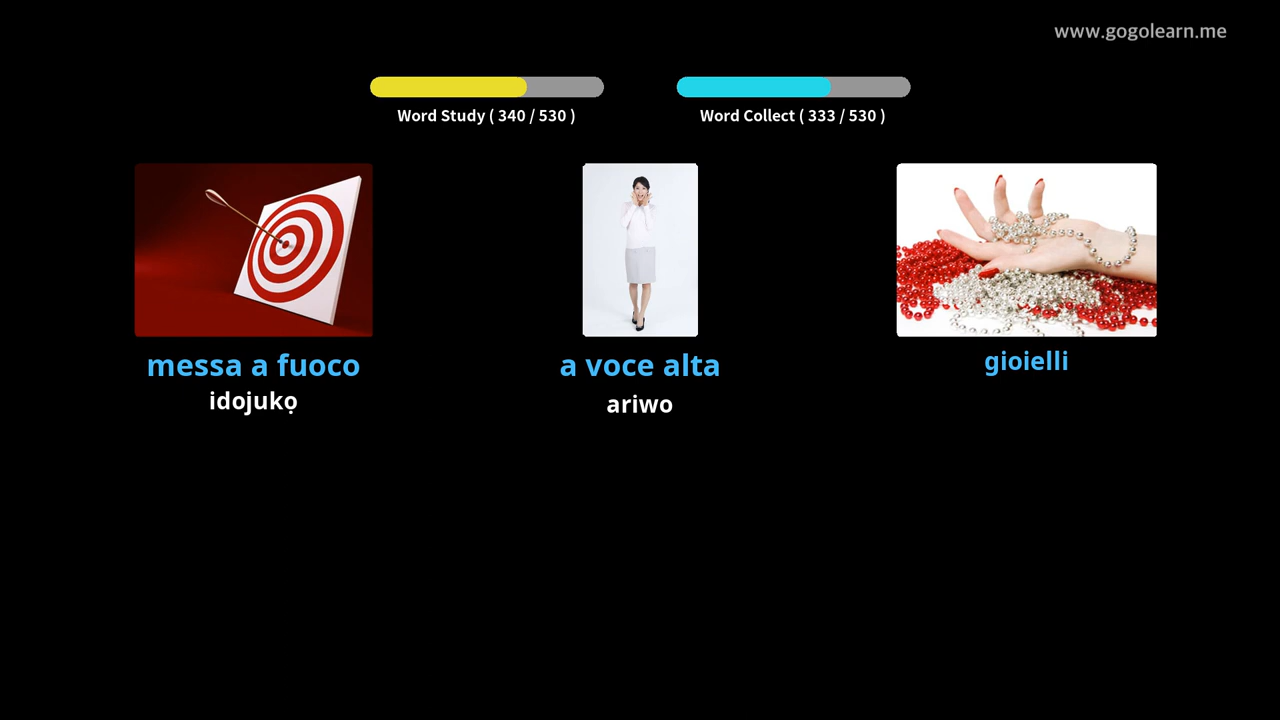 www.gogolearn.me
Word Study ( 340 / 530 )
Word Collect ( 333 / 530 )
messa a fuoco
idojukọ
a voce alta
ariwo
gioielli